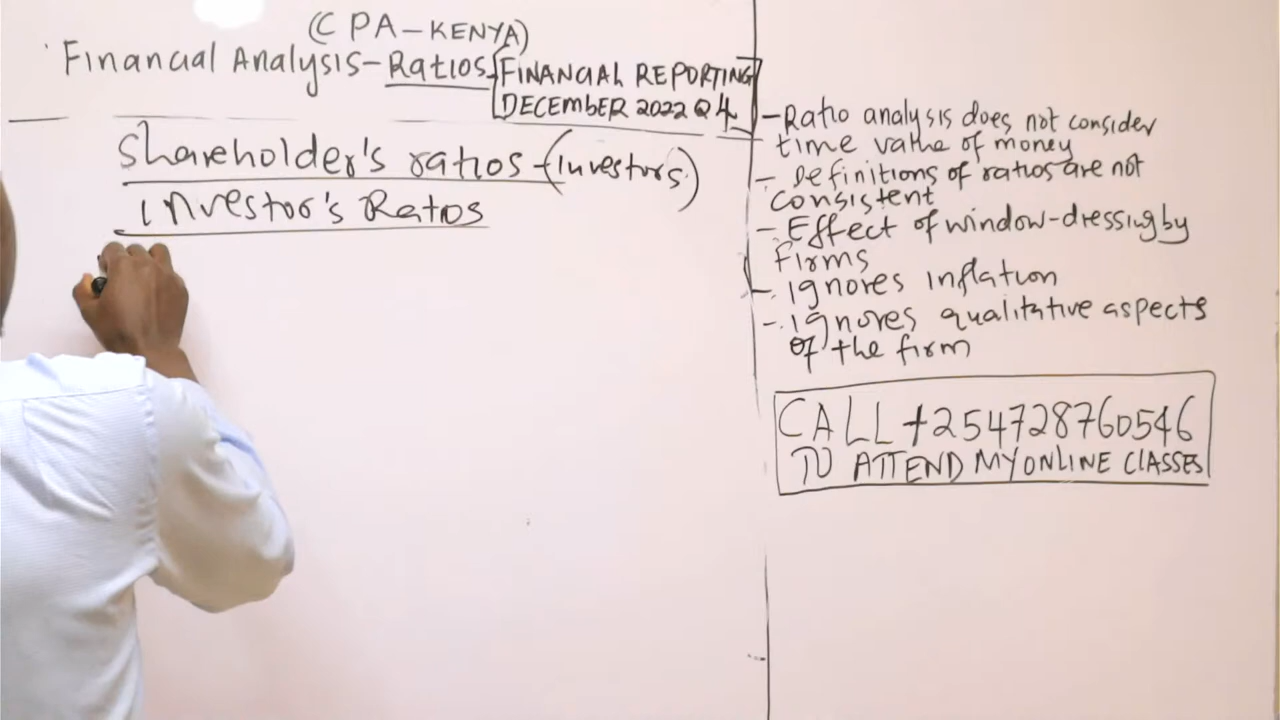 (CPA-KENYA)
Financial Analysis-Ratios
FINANCIAL REPORTING
DECEMBER 2022 Q4
Shareholder's ratios-(investors)
investor's Ratios
-Ratio analysis does not consider
time value of money
- Definitions of ratios are not
consistent
-Effect of window-dressing by
Firms
-ignores inflation
-ignores qualitative aspects
of the firm
CALL +254728760546
TO ATTEND MY ONLINE CLASSES